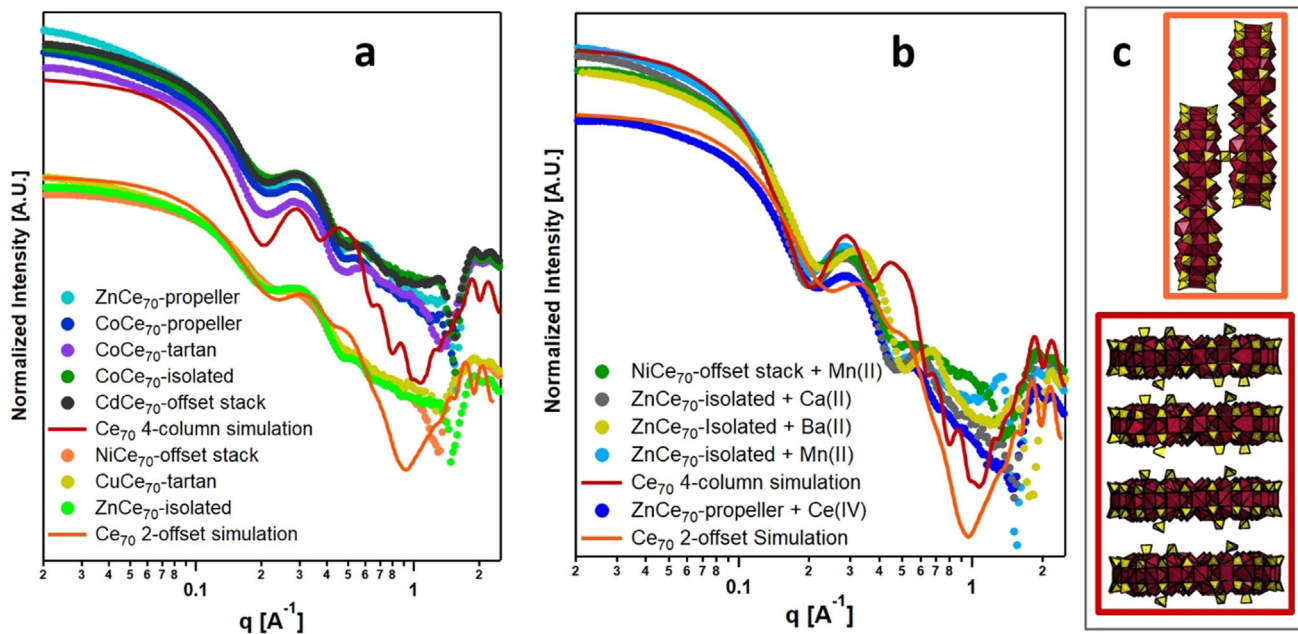 a
Normalized Intensity [A.U.]
ZnCe70-propeller
CoCe70-propeller
CoCe70-tartan
CoCe70-isolated
CdCe70-offset stack
Ce70 4-column simulation
NiCe70-offset stack
CuCe70-tartan
ZnCe70-isolated
Ce70 2-offset simulation
2 3 4 5 6 7 8 0.1 2 3 4 5 6 7 8 1 2
q [A-1]
b
Normalized Intensity [A.U.]
NiCe70-offset stack + Mn(II)
ZnCe70-isolated + Ca(II)
ZnCe70-Isolated + Ba(II)
ZnCe70-isolated + Mn(II)
Ce70 4-column simulation
ZnCe70-propeller + Ce(IV)
Ce70 2-offset Simulation
2 3 4 5 6 7 8 0.1 2 3 4 5 6 7 8 1 2
q [A-1]
c